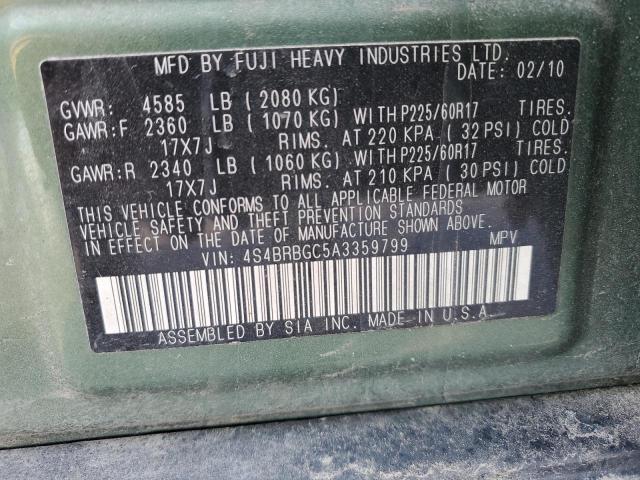 MFD BY FUJI HEAVY INDUSTRIES LTD.
DATE: 02/10
GVWR: 4585 LB ( 2080 KG)
GAWR:F 2360 LB ( 1070 KG) WITH P225/60R17 TIRES.
17X7J RIMS. AT 220 KPA ( 32 PSI) COLD
GAWR:R 2340 LB ( 1060 KG) WITH P225/60R17 TIRES.
17X7J RIMS. AT 210 KPA ( 30 PSI) COLD
THIS VEHICLE CONFORMS TO ALL APPLICABLE FEDERAL MOTOR
VEHICLE SAFETY AND THEFT PREVENTION STANDARDS
IN EFFECT ON THE DATE OF MANUFACTURE SHOWN ABOVE.
VIN: 4S4BRBGC5A3359799 MPV
ASSEMBLED BY SIA INC. MADE IN U.S.A